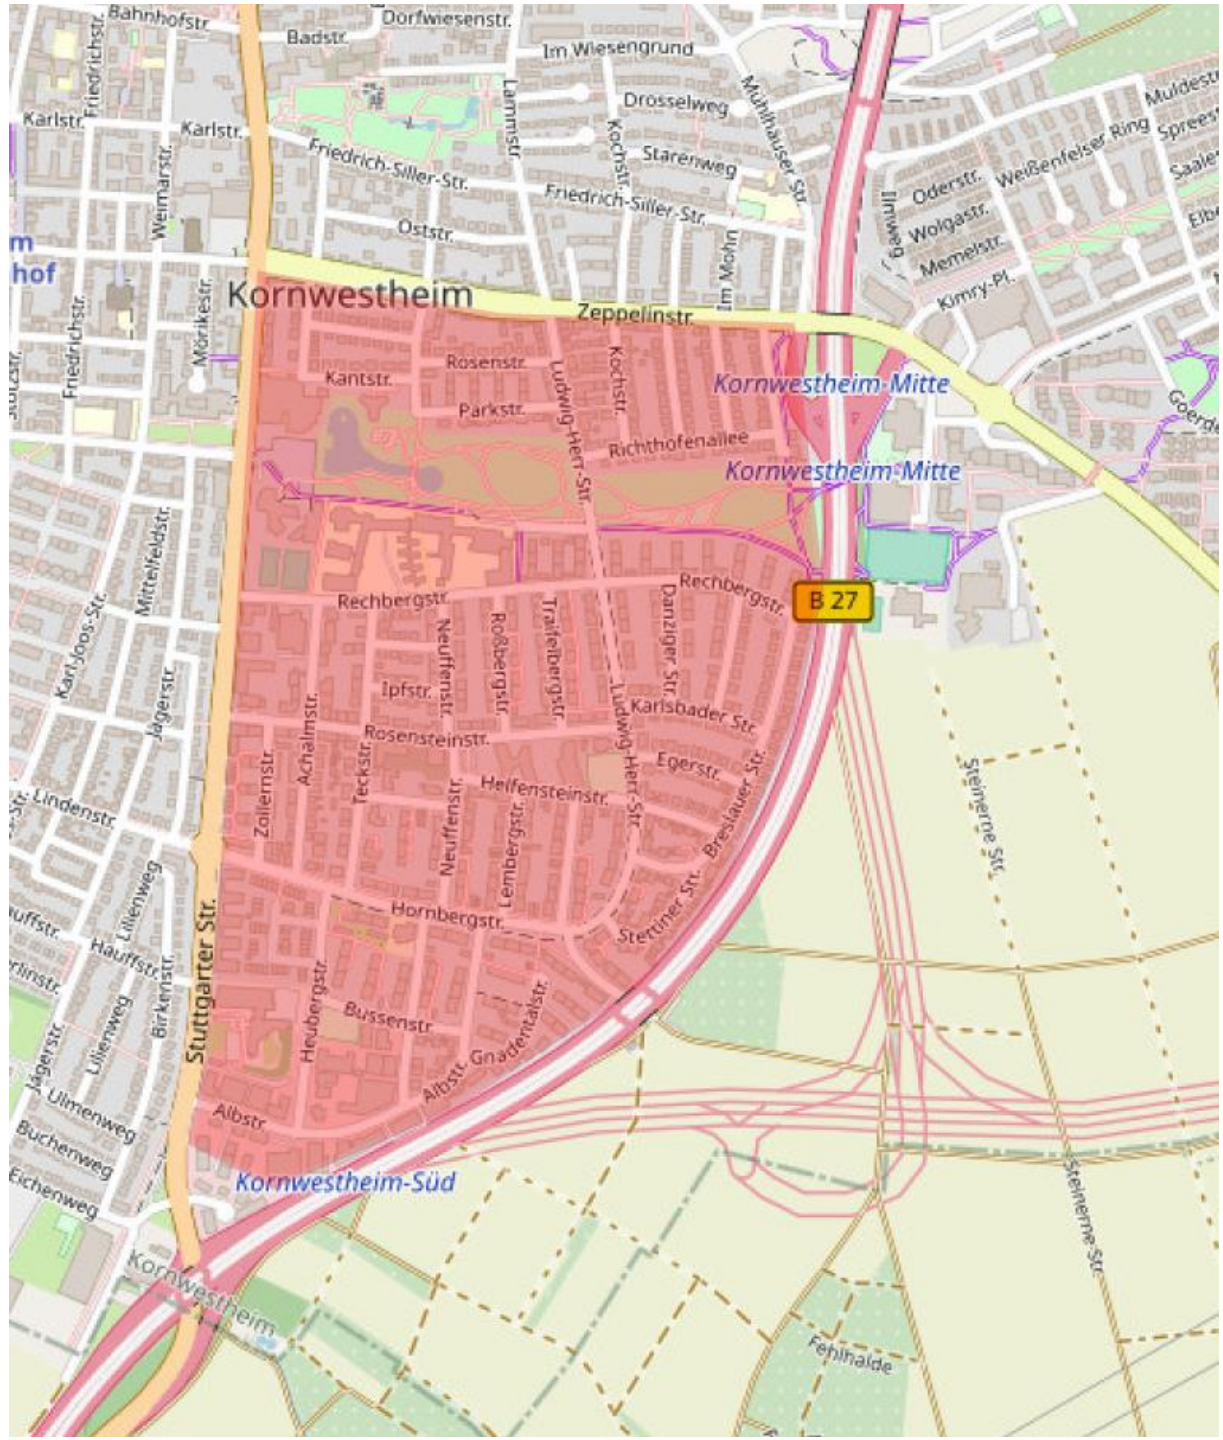 Bahnhofstr.
Dorfwiesenstr.
Badstr.
Im Wiesengrund
Friedrichstr.
Lammstr
Mühlhäuser Str.
Muldestr
Drosselweg
Karlstr.
Karlstr.
Kochstr.
Weißenfelser Ring
Spreestr
Friedrich-Siller-Str.
Starenweg
Saales
Weimarstr.
Friedrich-Siller-Str.
Oderstr.
Ilmweg
Wolgastr.
Elbe
Oststr.
m
hof
Im Mohn
Memelstr.
Kornwestheim
Kimry-Pl.
Zeppelinstr.
Mörikestr.
Friedrichstr.
Rosenstr.
Kochstr.
Kantstr.
Ludwig-Herr-Str.
Kornwestheim-Mitte
Parkstr.
Goerde
Richthofenallee
Kornwestheim-Mitte
Mittelfeldstr.
Rechbergstr.
B 27
Rechbergstr.
Karl-Joos-Str.
Neuffenstr.
Roßbergstr.
Traifelbergstr.
Danziger Str.
Jägerstr.
Ipfstr.
Ludwig-Herr-Str.
Karlsbader Str.
Achalmstr.
Rosensteinstr.
Zollernstr.
Teckstr.
Egerstr.
Breslauer Str.
Steinerne Str.
Lindenstr.
Helfensteinstr.
Neuffenstr.
Lembergstr.
Lilienweg
Hornbergstr.
Stettiner Str.
Stuttgarter Str.
auffstr.
Hauffstr.
Birkenstr.
Heubergstr.
Bussenstr.
Gnadentalstr.
Lilienweg
Jägerstr.
Albstr.
Ulmenweg
Albstr.
Buchenweg
Eichenweg
Kornwestheim-Süd
Steinerne-Str.
Kornwestheim
Fehlhalde